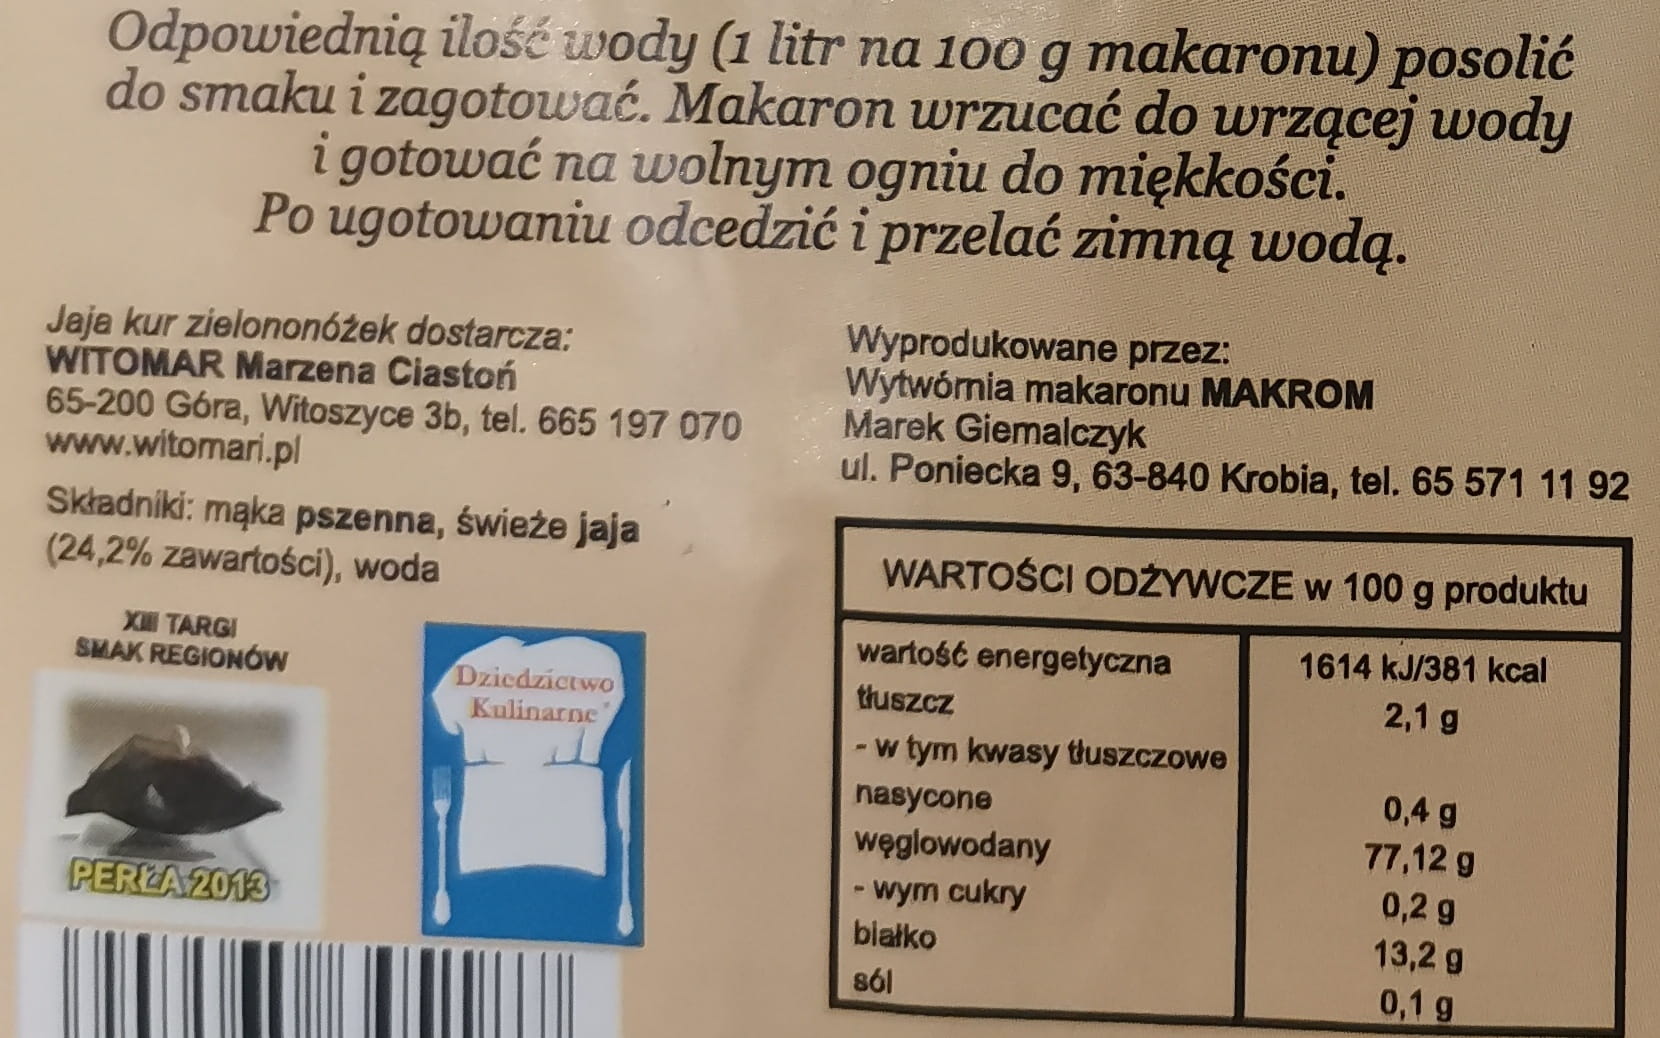 Odpowiednią ilość wody (1 litr na 100 g makaronu) posolić
do smaku i zagotować. Makaron wrzucać do wrzącej wody
i gotować na wolnym ogniu do miękkości.
Po ugotowaniu odcedzić i przelać zimną wodą.
Jaja kur zielononóżek dostarcza:
WITOMAR Marzena Ciastoń
65-200 Góra, Witoszyce 3b, tel. 665 197 070
www.witomari.pl
Składniki: mąka pszenna, świeże jaja
(24,2% zawartości), woda
XIII TARGI
SMAK REGIONÓW
PERŁA 2013
Dziedzictwo
Kulinarne
Wyprodukowane przez:
Wytwórnia makaronu MAKROM
Marek Giemalczyk
ul. Poniecka 9, 63-840 Krobia, tel. 65 571 11 92
WARTOŚCI ODŻYWCZE w 100 g produktu
wartość energetyczna 1614 kJ/381 kcal
tłuszcz 2,1 g
- w tym kwasy tłuszczowe
nasycone 0,4 g
węglowodany 77,12 g
- wym cukry 0,2 g
białko 13,2 g
sól 0,1 g